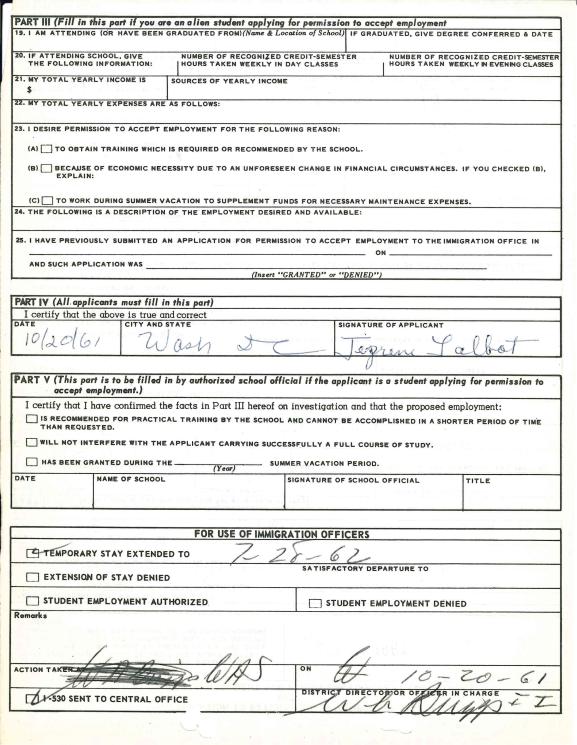 PART III (Fill in this part if you are an alien student applying for permission to accept employment
19. I AM ATTENDING (OR HAVE BEEN GRADUATED FROM)(Name & Location of School) IF GRADUATED, GIVE DEGREE CONFERRED & DATE
20. IF ATTENDING SCHOOL, GIVE THE FOLLOWING INFORMATION: NUMBER OF RECOGNIZED CREDIT-SEMESTER HOURS TAKEN WEEKLY IN DAY CLASSES NUMBER OF RECOGNIZED CREDIT-SEMESTER HOURS TAKEN WEEKLY IN EVENING CLASSES
21. MY TOTAL YEARLY INCOME IS SOURCES OF YEARLY INCOME
$
22. MY TOTAL YEARLY EXPENSES ARE AS FOLLOWS:
23. I DESIRE PERMISSION TO ACCEPT EMPLOYMENT FOR THE FOLLOWING REASON:
(A) TO OBTAIN TRAINING WHICH IS REQUIRED OR RECOMMENDED BY THE SCHOOL.
(B) BECAUSE OF ECONOMIC NECESSITY DUE TO AN UNFORESEEN CHANGE IN FINANCIAL CIRCUMSTANCES. IF YOU CHECKED (B),
EXPLAIN:
(C) TO WORK DURING SUMMER VACATION TO SUPPLEMENT FUNDS FOR NECESSARY MAINTENANCE EXPENSES.
24. THE FOLLOWING IS A DESCRIPTION OF THE EMPLOYMENT DESIRED AND AVAILABLE:
25. I HAVE PREVIOUSLY SUBMITTED AN APPLICATION FOR PERMISSION TO ACCEPT EMPLOYMENT TO THE IMMIGRATION OFFICE IN
ON
AND SUCH APPLICATION WAS
(Insert "GRANTED" or "DENIED")
PART IV (All applicants must fill in this part)
I certify that the above is true and correct
DATE CITY AND STATE SIGNATURE OF APPLICANT
10/20/61 Wash D C Talbot
PART V (This part is to be filled in by authorized school official if the applicant is a student applying for permission to
accept employment.)
I certify that I have confirmed the facts in Part III hereof on investigation and that the proposed employment:
IS RECOMMENDED FOR PRACTICAL TRAINING BY THE SCHOOL AND CANNOT BE ACCOMPLISHED IN A SHORTER PERIOD OF TIME
THAN REQUESTED.
WILL NOT INTERFERE WITH THE APPLICANT CARRYING SUCCESSFULLY A FULL COURSE OF STUDY.
HAS BEEN GRANTED DURING THE SUMMER VACATION PERIOD.
(Year)
DATE NAME OF SCHOOL SIGNATURE OF SCHOOL OFFICIAL TITLE
FOR USE OF IMMIGRATION OFFICERS
TEMPORARY STAY EXTENDED TO 7-28-62
SATISFACTORY DEPARTURE TO
EXTENSION OF STAY DENIED
STUDENT EMPLOYMENT AUTHORIZED STUDENT EMPLOYMENT DENIED
Remarks
ACTION TAKEN AT WAS ON 10-20-61
I-530 SENT TO CENTRAL OFFICE DISTRICT DIRECTOR OR OFFICER IN CHARGE